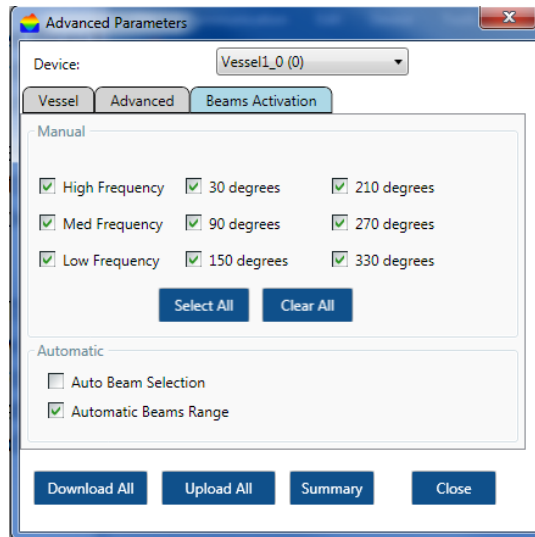 Advanced Parameters
Device: Vessel1_0 (0)
Vessel Advanced Beams Activation
Manual
High Frequency 30 degrees 210 degrees
Med Frequency 90 degrees 270 degrees
Low Frequency 150 degrees 330 degrees
Select All Clear All
Automatic
Auto Beam Selection
Automatic Beams Range
Download All Upload All Summary Close